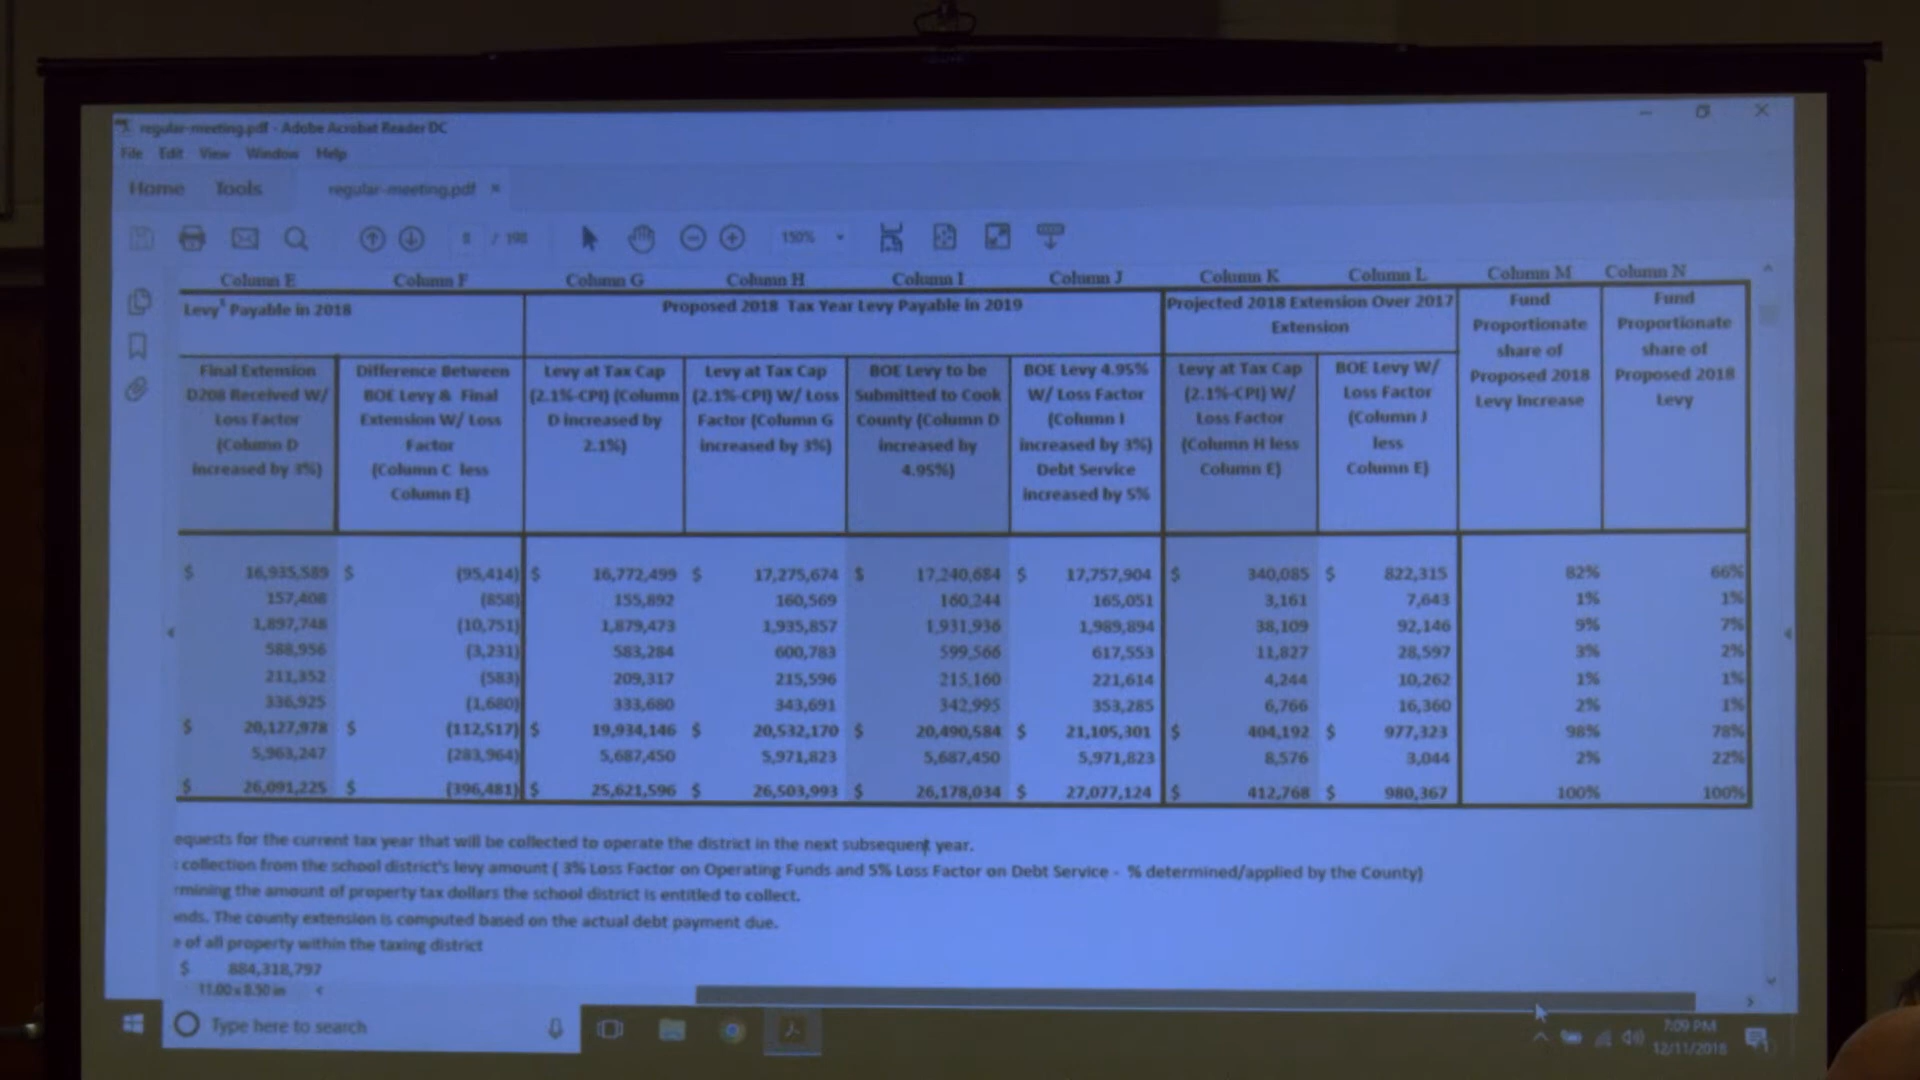 regular-meeting.pdf - Adobe Acrobat Reader DC
File Edit View Window Help
Home Tools regular-meeting.pdf ×
8 / 198 150%
Column E Column F Column G Column H Column I Column J Column K Column L Column M Column N
Levy Payable in 2018 Proposed 2018 Tax Year Levy Payable in 2019 Projected 2018 Extension Over 2017 Extension Fund Proportionate share of Proposed 2018 Levy Increase Fund Proportionate share of Proposed 2018 Levy
Final Extension D208 Received W/ Loss Factor (Column D increased by 3%)
Difference Between BOE Levy & Final Extension W/ Loss Factor (Column C less Column E)
Levy at Tax Cap (2.1%-CPI) (Column D increased by 2.1%)
Levy at Tax Cap (2.1%-CPI) W/ Loss Factor (Column G increased by 3%)
BOE Levy to be Submitted to Cook County (Column D increased by 4.95%)
BOE Levy 4.95% W/ Loss Factor (Column I increased by 3%) Debt Service increased by 5%
Levy at Tax Cap (2.1%-CPI) W/ Loss Factor (Column H less Column E)
BOE Levy W/ Loss Factor (Column J less Column E)
$ 16,935,589 $ (95,414) $ 16,772,499 $ 17,275,674 $ 17,240,684 $ 17,757,904 $ 340,085 $ 822,315 82% 66%
157,408 (858) 155,892 160,569 160,244 165,051 3,161 7,643 1% 1%
1,897,748 (10,751) 1,879,473 1,935,857 1,931,936 1,989,894 38,109 92,146 9% 7%
588,956 (3,231) 583,284 600,783 599,566 617,553 11,827 28,597 3% 2%
211,352 (583) 209,317 215,596 215,160 221,614 4,244 10,262 1% 1%
336,925 (1,680) 333,680 343,691 342,995 353,285 6,766 16,360 2% 1%
$ 20,127,978 $ (112,517) $ 19,934,146 $ 20,532,170 $ 20,490,584 $ 21,105,301 $ 404,192 $ 977,323 98% 78%
5,963,247 (283,964) 5,687,450 5,971,823 5,687,450 5,971,823 8,576 3,044 2% 22%
$ 26,091,225 $ (396,481) $ 25,621,596 $ 26,503,993 $ 26,178,034 $ 27,077,124 $ 412,768 $ 980,367 100% 100%
equests for the current tax year that will be collected to operate the district in the next subsequent year.
collection from the school district's levy amount ( 3% Loss Factor on Operating Funds and 5% Loss Factor on Debt Service - % determined/applied by the County)
rmining the amount of property tax dollars the school district is entitled to collect.
nds. The county extension is computed based on the actual debt payment due.
e of all property within the taxing district
$ 884,318,797
11.00 x 8.50 in
Type here to search
7:09 PM
12/11/2018